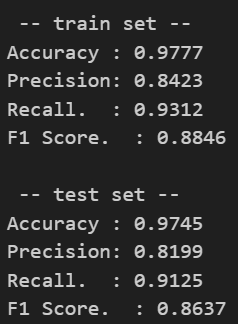 -- train set --
Accuracy : 0.9777
Precision: 0.8423
Recall.  : 0.9312
F1 Score.  : 0.8846

-- test set --
Accuracy : 0.9745
Precision: 0.8199
Recall.  : 0.9125
F1 Score.  : 0.8637